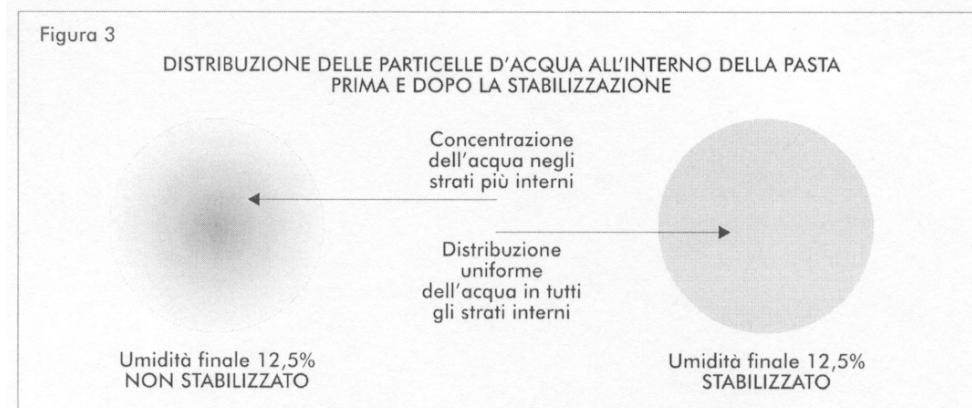 Figura 3
DISTRIBUZIONE DELLE PARTICELLE D'ACQUA ALL'INTERNO DELLA PASTA
PRIMA E DOPO LA STABILIZZAZIONE
Concentrazione
dell'acqua negli
strati più interni
Distribuzione
uniforme
dell'acqua in tutti
gli strati interni
Umidità finale 12,5%
NON STABILIZZATO
Umidità finale 12,5%
STABILIZZATO